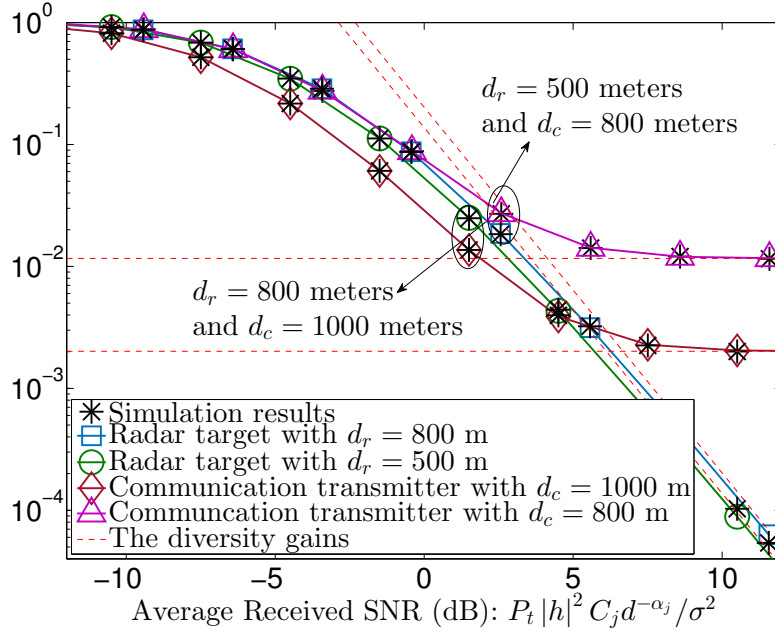 10^0
10^{-1}
10^{-2}
10^{-3}
10^{-4}
d_r = 500 meters
and d_c = 800 meters
d_r = 800 meters
and d_c = 1000 meters
Simulation results
Radar target with d_r = 800 m
Radar target with d_r = 500 m
Communication transmitter with d_c = 1000 m
Communcation transmitter with d_c = 800 m
The diversity gains
−10 −5 0 5 10
Average Received SNR (dB): P_t |h|^2 C_j d^{-α_j}/σ^2